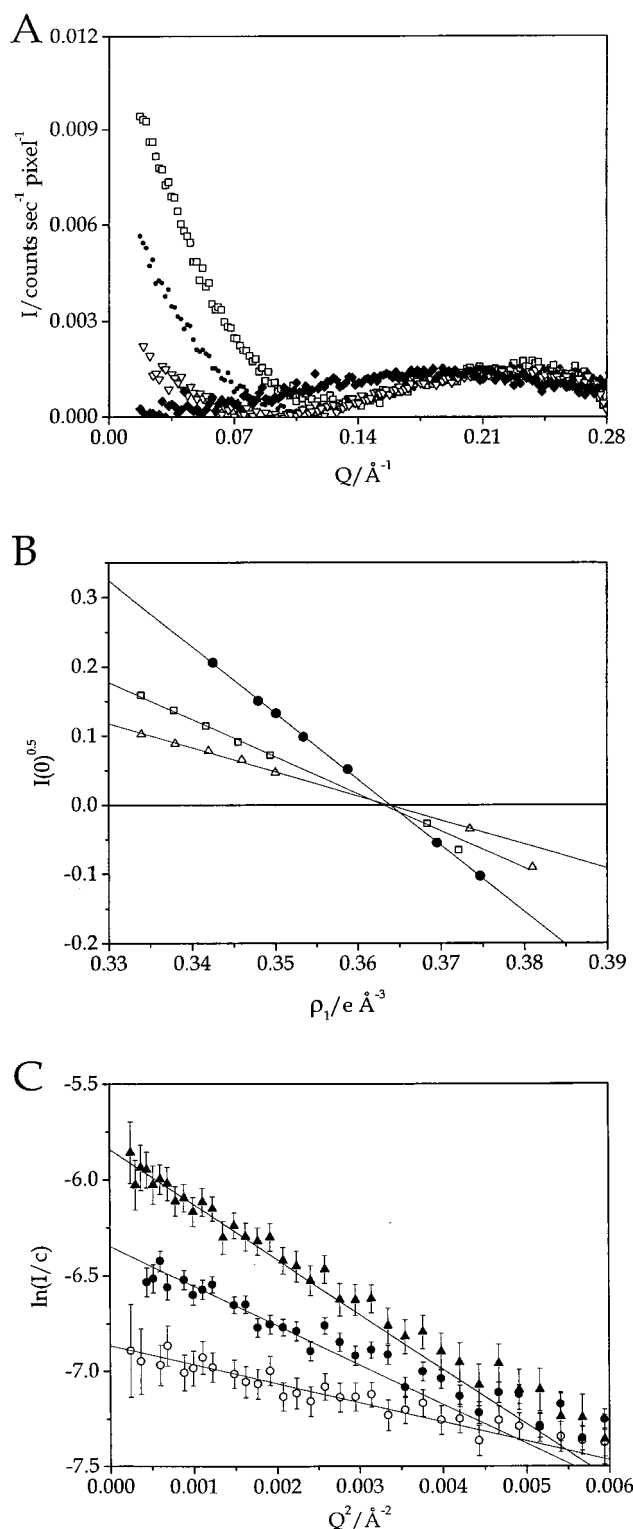 A
0.012
0.009
0.006
0.003
0.000
I/counts sec⁻¹ pixel⁻¹
0.00 0.07 0.14 0.21 0.28
Q/Å⁻¹
B
0.3
0.2
0.1
0.0
-0.1
-0.2
I(0)^0.5
0.33 0.34 0.35 0.36 0.37 0.38 0.39
ρ₁/e Å⁻³
C
-5.5
-6.0
-6.5
-7.0
-7.5
ln(I/c)
0.000 0.001 0.002 0.003 0.004 0.005 0.006
Q²/Å⁻²